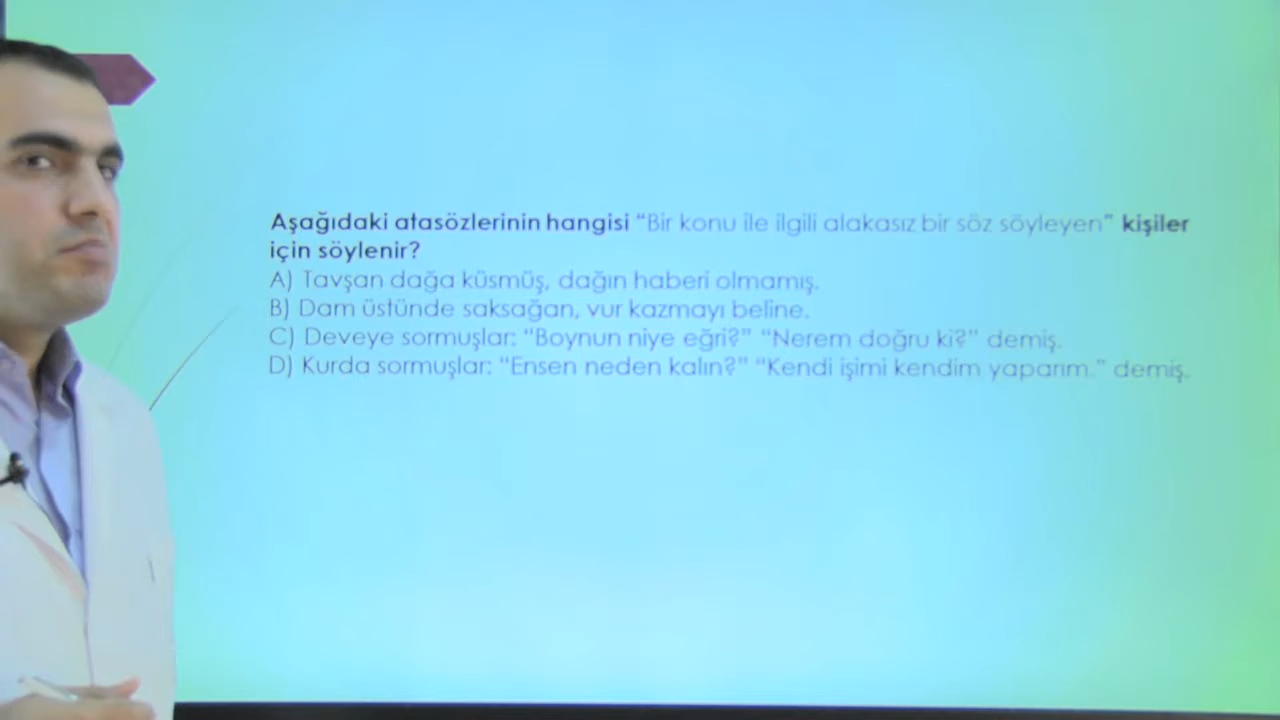 Aşağıdaki atasözlerinin hangisi “Bir konu ile ilgili alakasız bir söz söyleyen” kişiler
için söylenir?
A) Tavşan dağa küsmüş, dağın haberi olmamış.
B) Dam üstünde saksağan, vur kazmayı beline.
C) Deveye sormuşlar: “Boynun niye eğri?” “Nerem doğru ki?” demiş.
D) Kurda sormuşlar: “Ensen neden kalın?” “Kendi işimi kendim yaparım.” demiş.